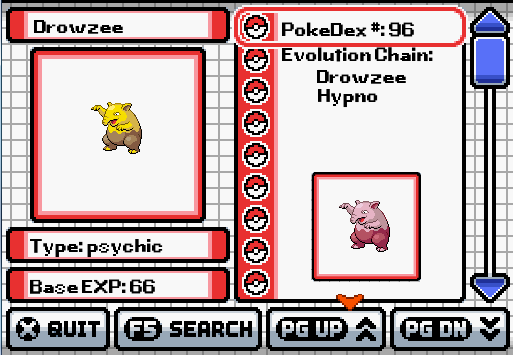 Drowzee
PokeDex #: 96
Evolution Chain:
Drowzee
Hypno
Type: psychic
Base EXP: 66
X QUIT
F5 SEARCH
PG UP
PG DN